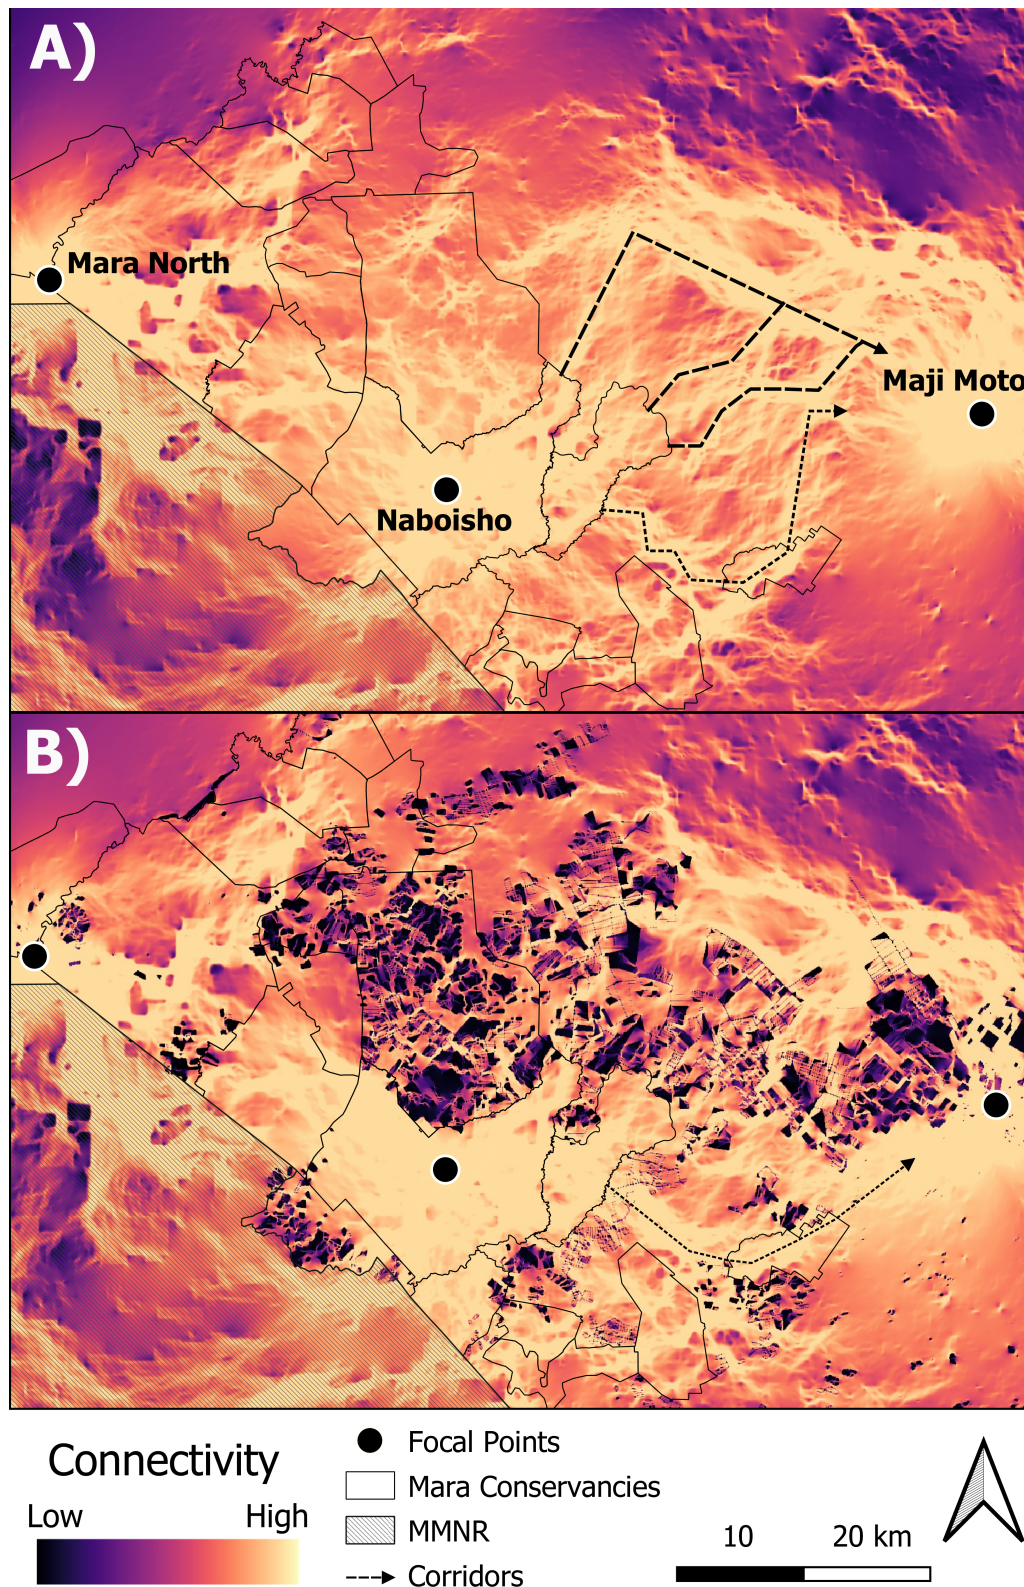 A)
Mara North
Maji Moto
Naboisho
B)
Connectivity
Low High
Focal Points
Mara Conservancies
MMNR
Corridors
10 20 km